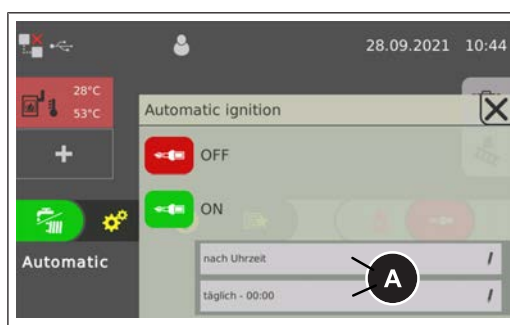 28.09.2021 10:44
28°C
53°C
Automatic ignition
OFF
ON
Automatic
nach Uhrzeit
täglich - 00:00
A